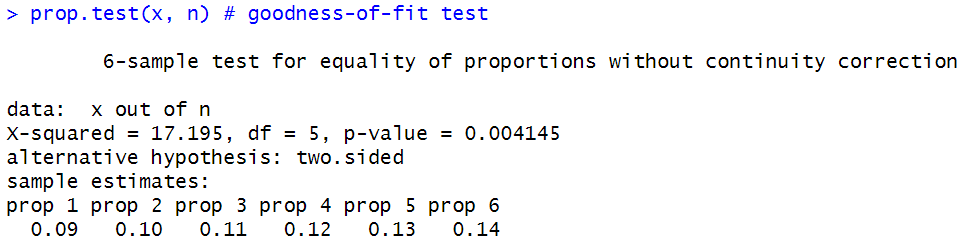 > prop.test(x, n) # goodness-of-fit test
6-sample test for equality of proportions without continuity correction
data:  x out of n
X-squared = 17.195, df = 5, p-value = 0.004145
alternative hypothesis: two.sided
sample estimates:
prop 1 prop 2 prop 3 prop 4 prop 5 prop 6
0.09   0.10   0.11   0.12   0.13   0.14